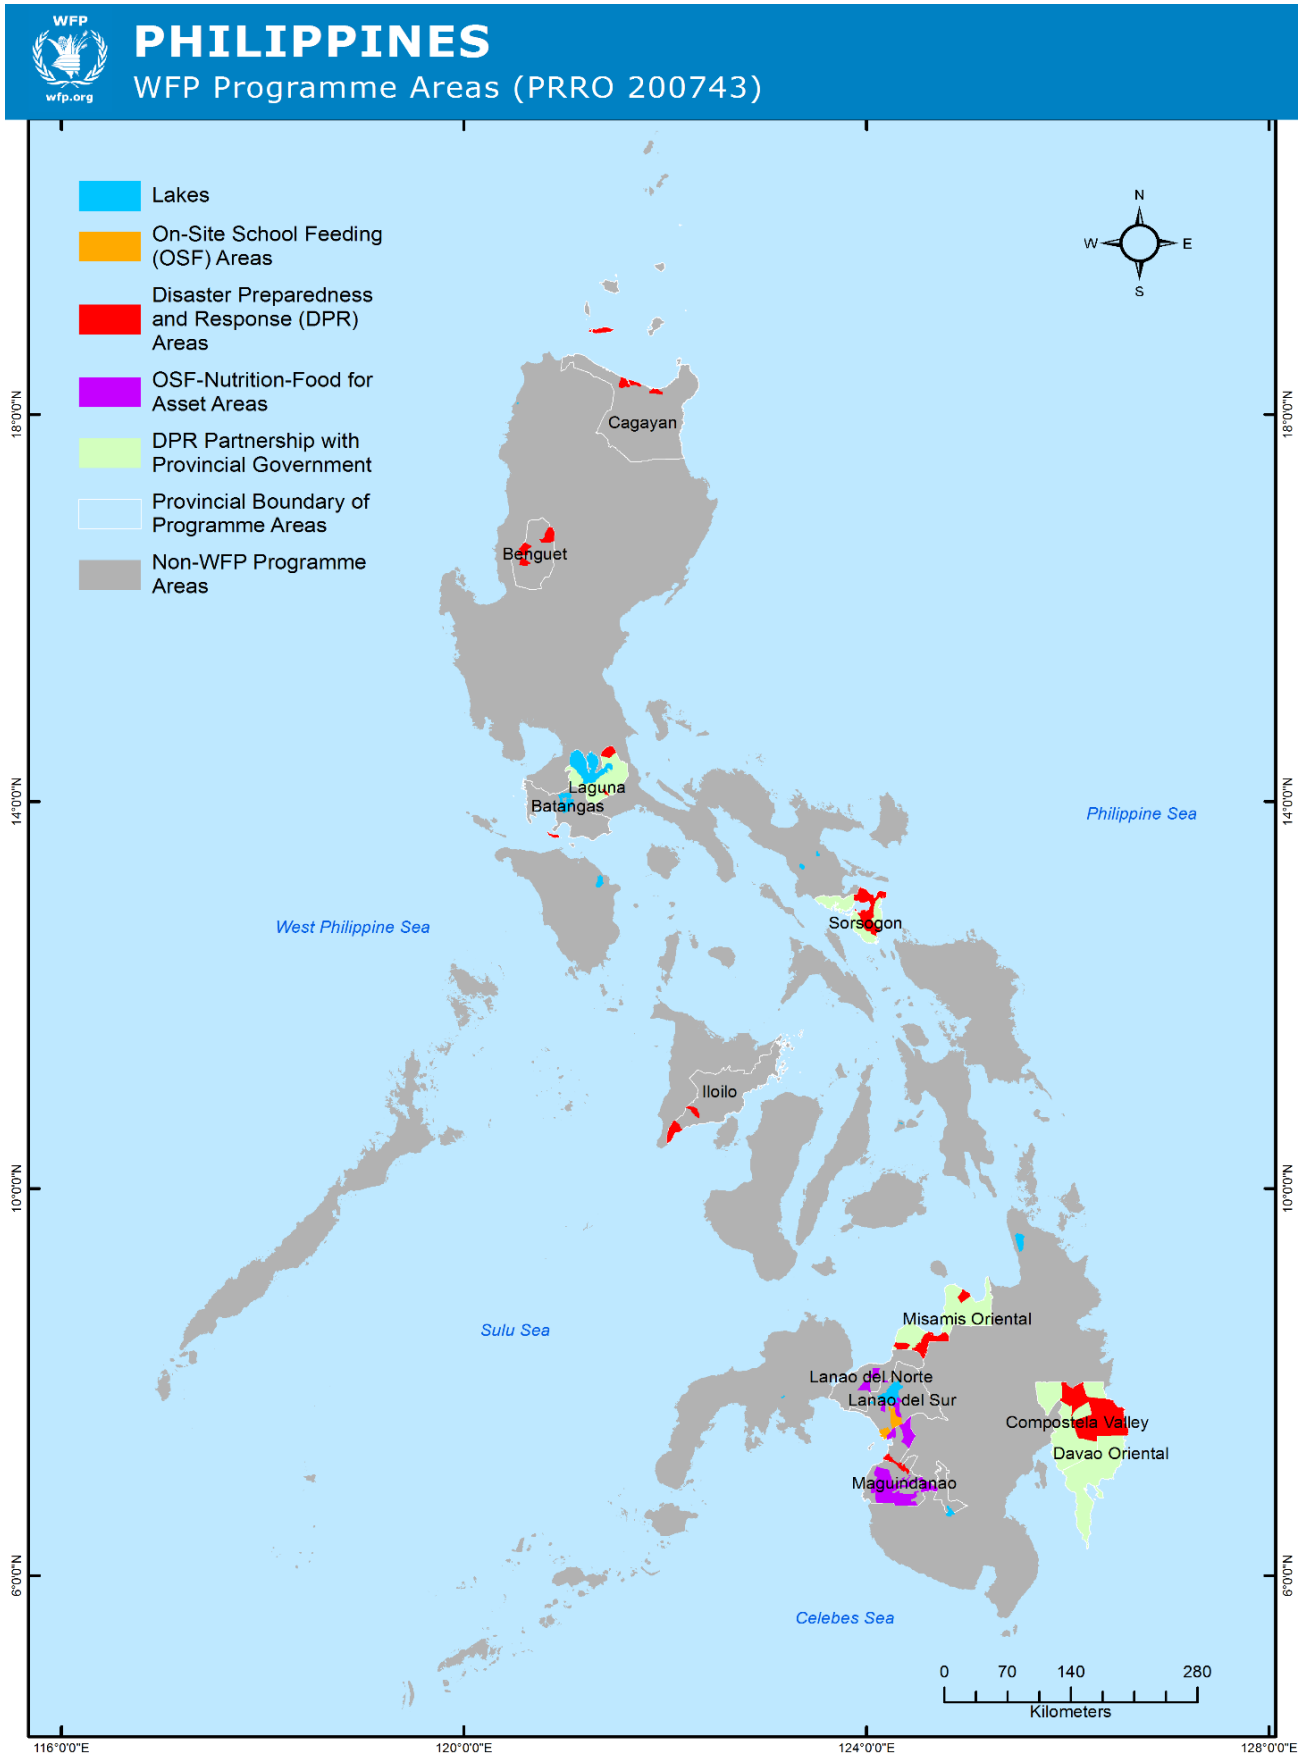 WFP
wfp.org
PHILIPPINES
WFP Programme Areas (PRRO 200743)
Lakes
On-Site School Feeding
(OSF) Areas
Disaster Preparedness
and Response (DPR)
Areas
OSF-Nutrition-Food for
Asset Areas
DPR Partnership with
Provincial Government
Provincial Boundary of
Programme Areas
Non-WFP Programme
Areas
N
W
E
S
18°0'0"N
18°0'0"N
Cagayan
Benguet
Laguna
Batangas
14°0'0"N
14°0'0"N
Philippine Sea
West Philippine Sea
Sorsogon
Iloilo
10°0'0"N
10°0'0"N
Misamis Oriental
Sulu Sea
Lanao del Norte
Lanao del Sur
Compostela Valley
Davao Oriental
Maguindanao
6°0'0"N
6°0'0"N
Celebes Sea
0 70 140 280
Kilometers
116°0'0"E 120°0'0"E 124°0'0"E 128°0'0"E